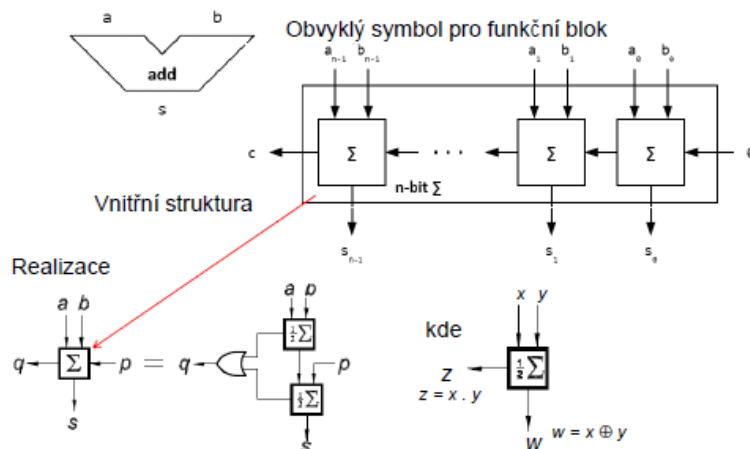 a b
Obvyklý symbol pro funkční blok
add
s
a n-1 b n-1 a 1 b 1 a 0 b 0
c Σ · · · Σ Σ
n-bit Σ
Vnitřní struktura
s n-1 s 1 s 0
Realizace
a b
q Σ p = q
s
a p
½Σ
p
½Σ
s
kde
x y
½Σ
Z
z = x . y
W w = x ⊕ y